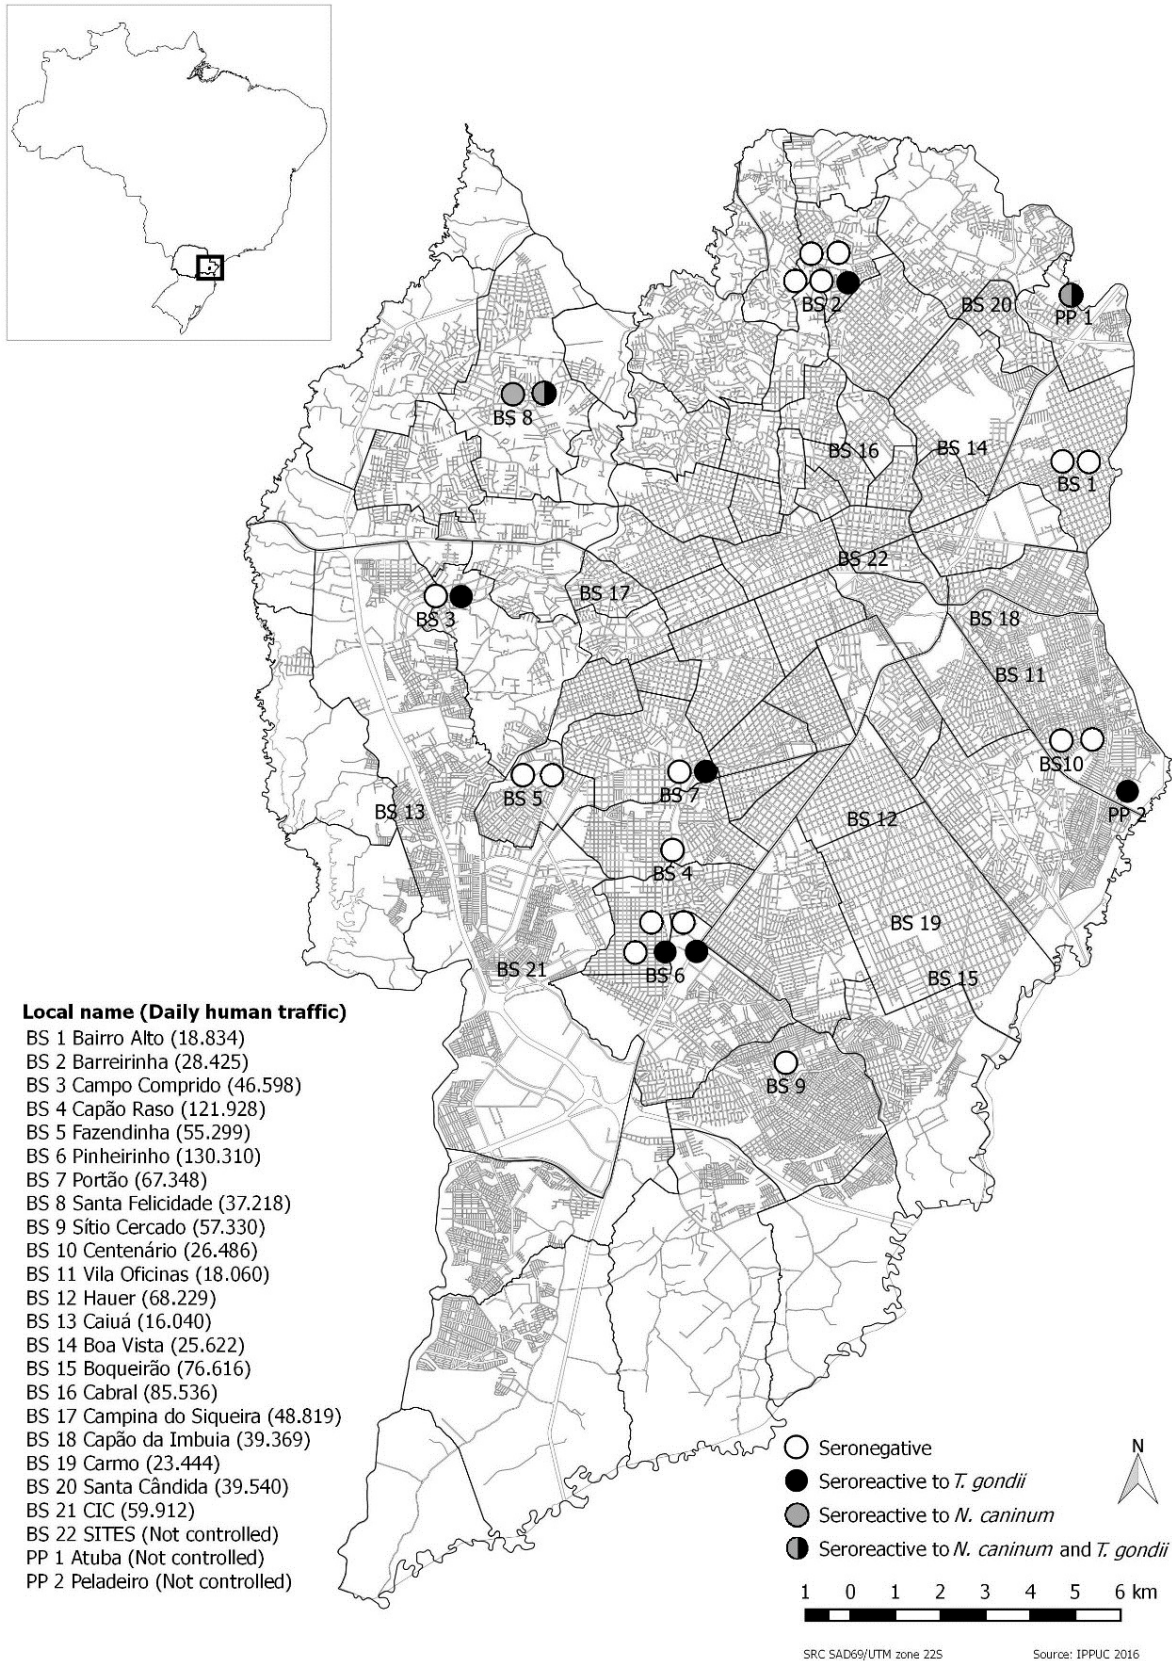 BS 2
BS 20
PP 1
BS 8
BS 16
BS 14
BS 1
BS 22
BS 17
BS 3
BS 18
BS 11
BS10
BS 5
BS 7
PP 2
BS 13
BS 12
BS 4
BS 19
BS 21
BS 6
BS 15
BS 9
Local name (Daily human traffic)
BS 1 Bairro Alto (18.834)
BS 2 Barreirinha (28.425)
BS 3 Campo Comprido (46.598)
BS 4 Capão Raso (121.928)
BS 5 Fazendinha (55.299)
BS 6 Pinheirinho (130.310)
BS 7 Portão (67.348)
BS 8 Santa Felicidade (37.218)
BS 9 Sítio Cercado (57.330)
BS 10 Centenário (26.486)
BS 11 Vila Oficinas (18.060)
BS 12 Hauer (68.229)
BS 13 Caiuá (16.040)
BS 14 Boa Vista (25.622)
BS 15 Boqueirão (76.616)
BS 16 Cabral (85.536)
BS 17 Campina do Siqueira (48.819)
BS 18 Capão da Imbuia (39.369)
BS 19 Carmo (23.444)
BS 20 Santa Cândida (39.540)
BS 21 CIC (59.912)
BS 22 SITES (Not controlled)
PP 1 Atuba (Not controlled)
PP 2 Peladeiro (Not controlled)
Seronegative
Seroreactive to T. gondii
Seroreactive to N. caninum
Seroreactive to N. caninum and T. gondii
N
1 0 1 2 3 4 5 6 km
SRC SAD69/UTM zone 22S
Source: IPPUC 2016